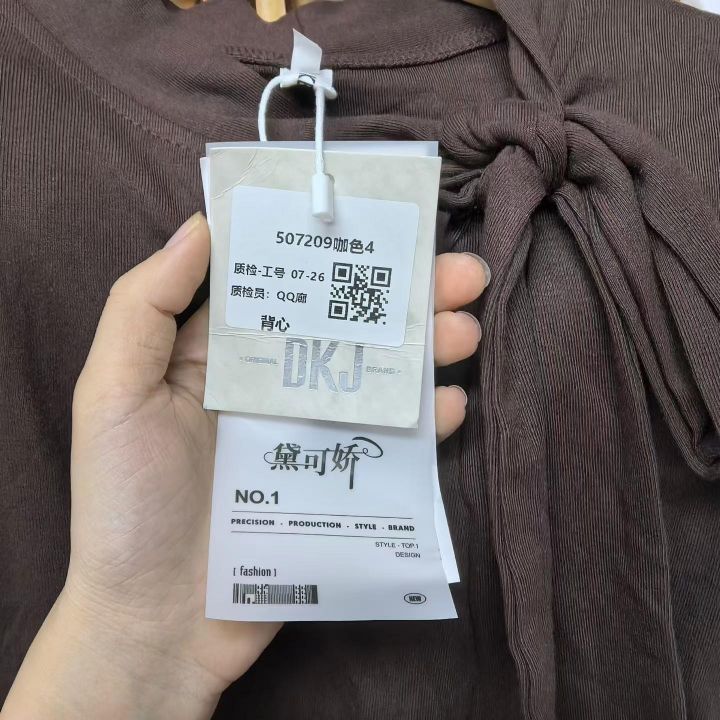 507209咖色4
质检-工号 07-26
质检员：QQ廊
背心
• ORIGINAL DKJ BRAND •
黛可娇
NO.1
PRECISION · PRODUCTION · STYLE · BRAND
STYLE - TOP 1
DESIGN
[ fashion ]
NEW